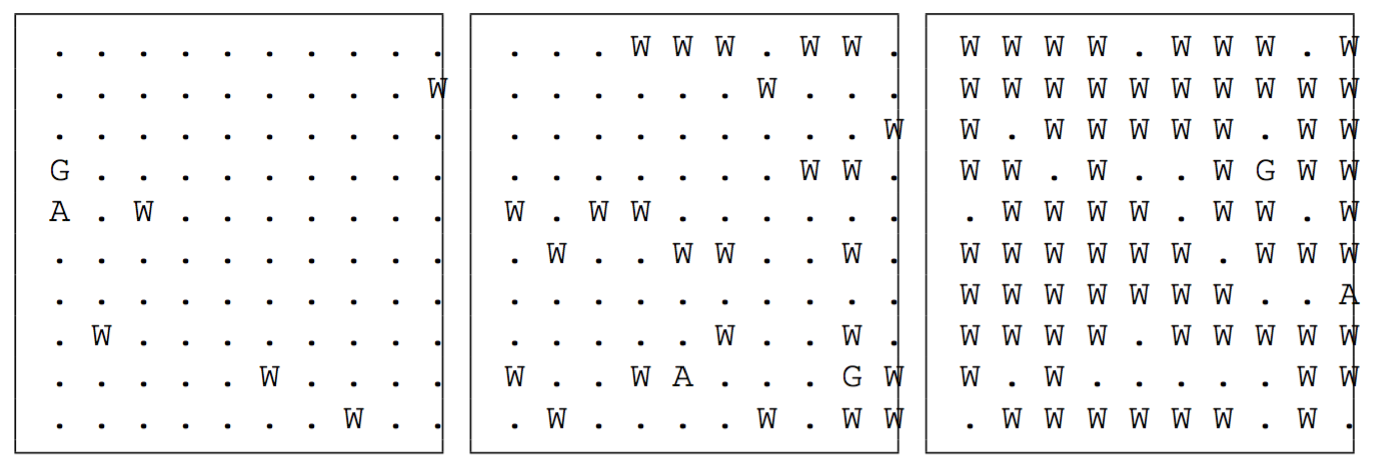 . . . . . . . . . .
. . . . . . . . . W
. . . . . . . . . .
G . . . . . . . . .
A . W . . . . . . .
. . . . . . . . . .
. . . . . . . . . .
. W . . . . . . . .
. . . . . W . . . .
. . . . . . . W . .
. . . W W W . W W .
. . . . . . W . . .
. . . . . . . . . W
. . . . . . . W W .
W . W W . . . . . .
. W . . W W . . W .
. . . . . . . . . .
. . . . . W . . W .
W . . W A . . . G W
. W . . . . W . W W
W W W W . W W W . W
W W W W W W W W W W
W . W W W W W . W W
W W . W . . W G W W
. W W W W . W W . W
W W W W W W . W W W
W W W W W W W . . A
W W W W . W W W W W
W . W . . . . . W W
. W W W W W W . W .